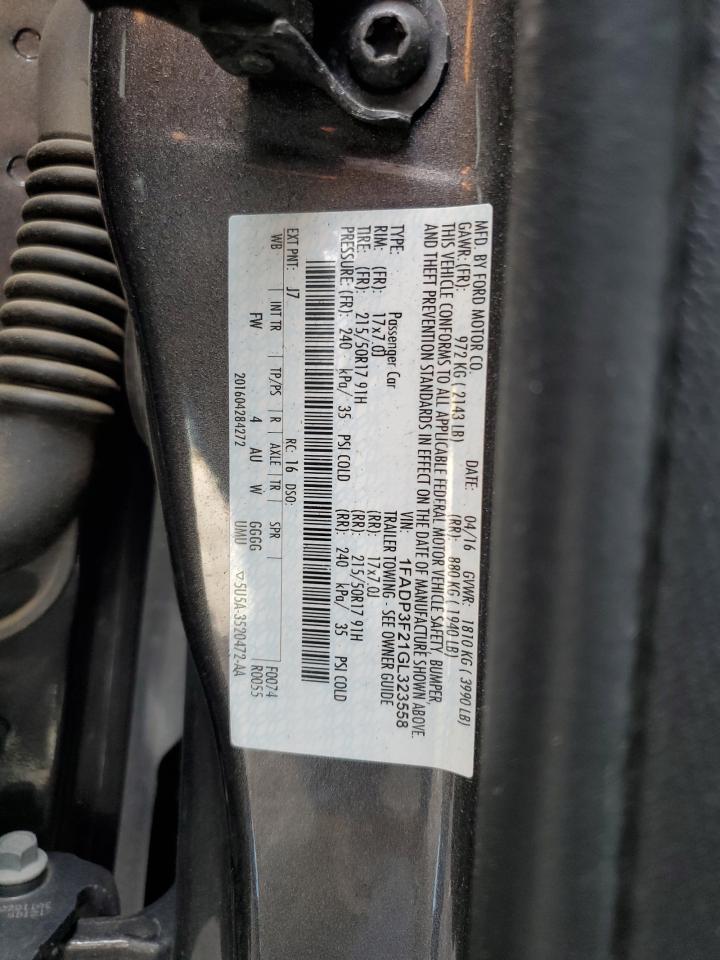 MFD. BY FORD MOTOR CO.
DATE: 04/16 GVWR: 1810 KG ( 3990 LB)
GAWR: (FR): 972 KG ( 2143 LB) (RR): 880 KG ( 1940 LB)
THIS VEHICLE CONFORMS TO ALL APPLICABLE FEDERAL MOTOR VEHICLE SAFETY, BUMPER,
AND THEFT PREVENTION STANDARDS IN EFFECT ON THE DATE OF MANUFACTURE SHOWN ABOVE.
VIN: 1FADP3F21GL323558
TYPE: Passenger Car TRAILER TOWING - SEE OWNER GUIDE
RIM: (FR): 17x7.0J (RR): 17x7.0J
TIRE: (FR): 215/50R17 91H (RR): 215/50R17 91H
PRESSURE: (FR): 240 kPa/ 35 PSI COLD (RR): 240 kPa/ 35 PSI COLD
EXT PNT: J7 RC: 16 DSO: F0074
WB INT TR TP/PS R AXLE TR SPR R0055
FW 4 AU W GGGG
201604284272 UMU ▽5U5A-3520472-AA